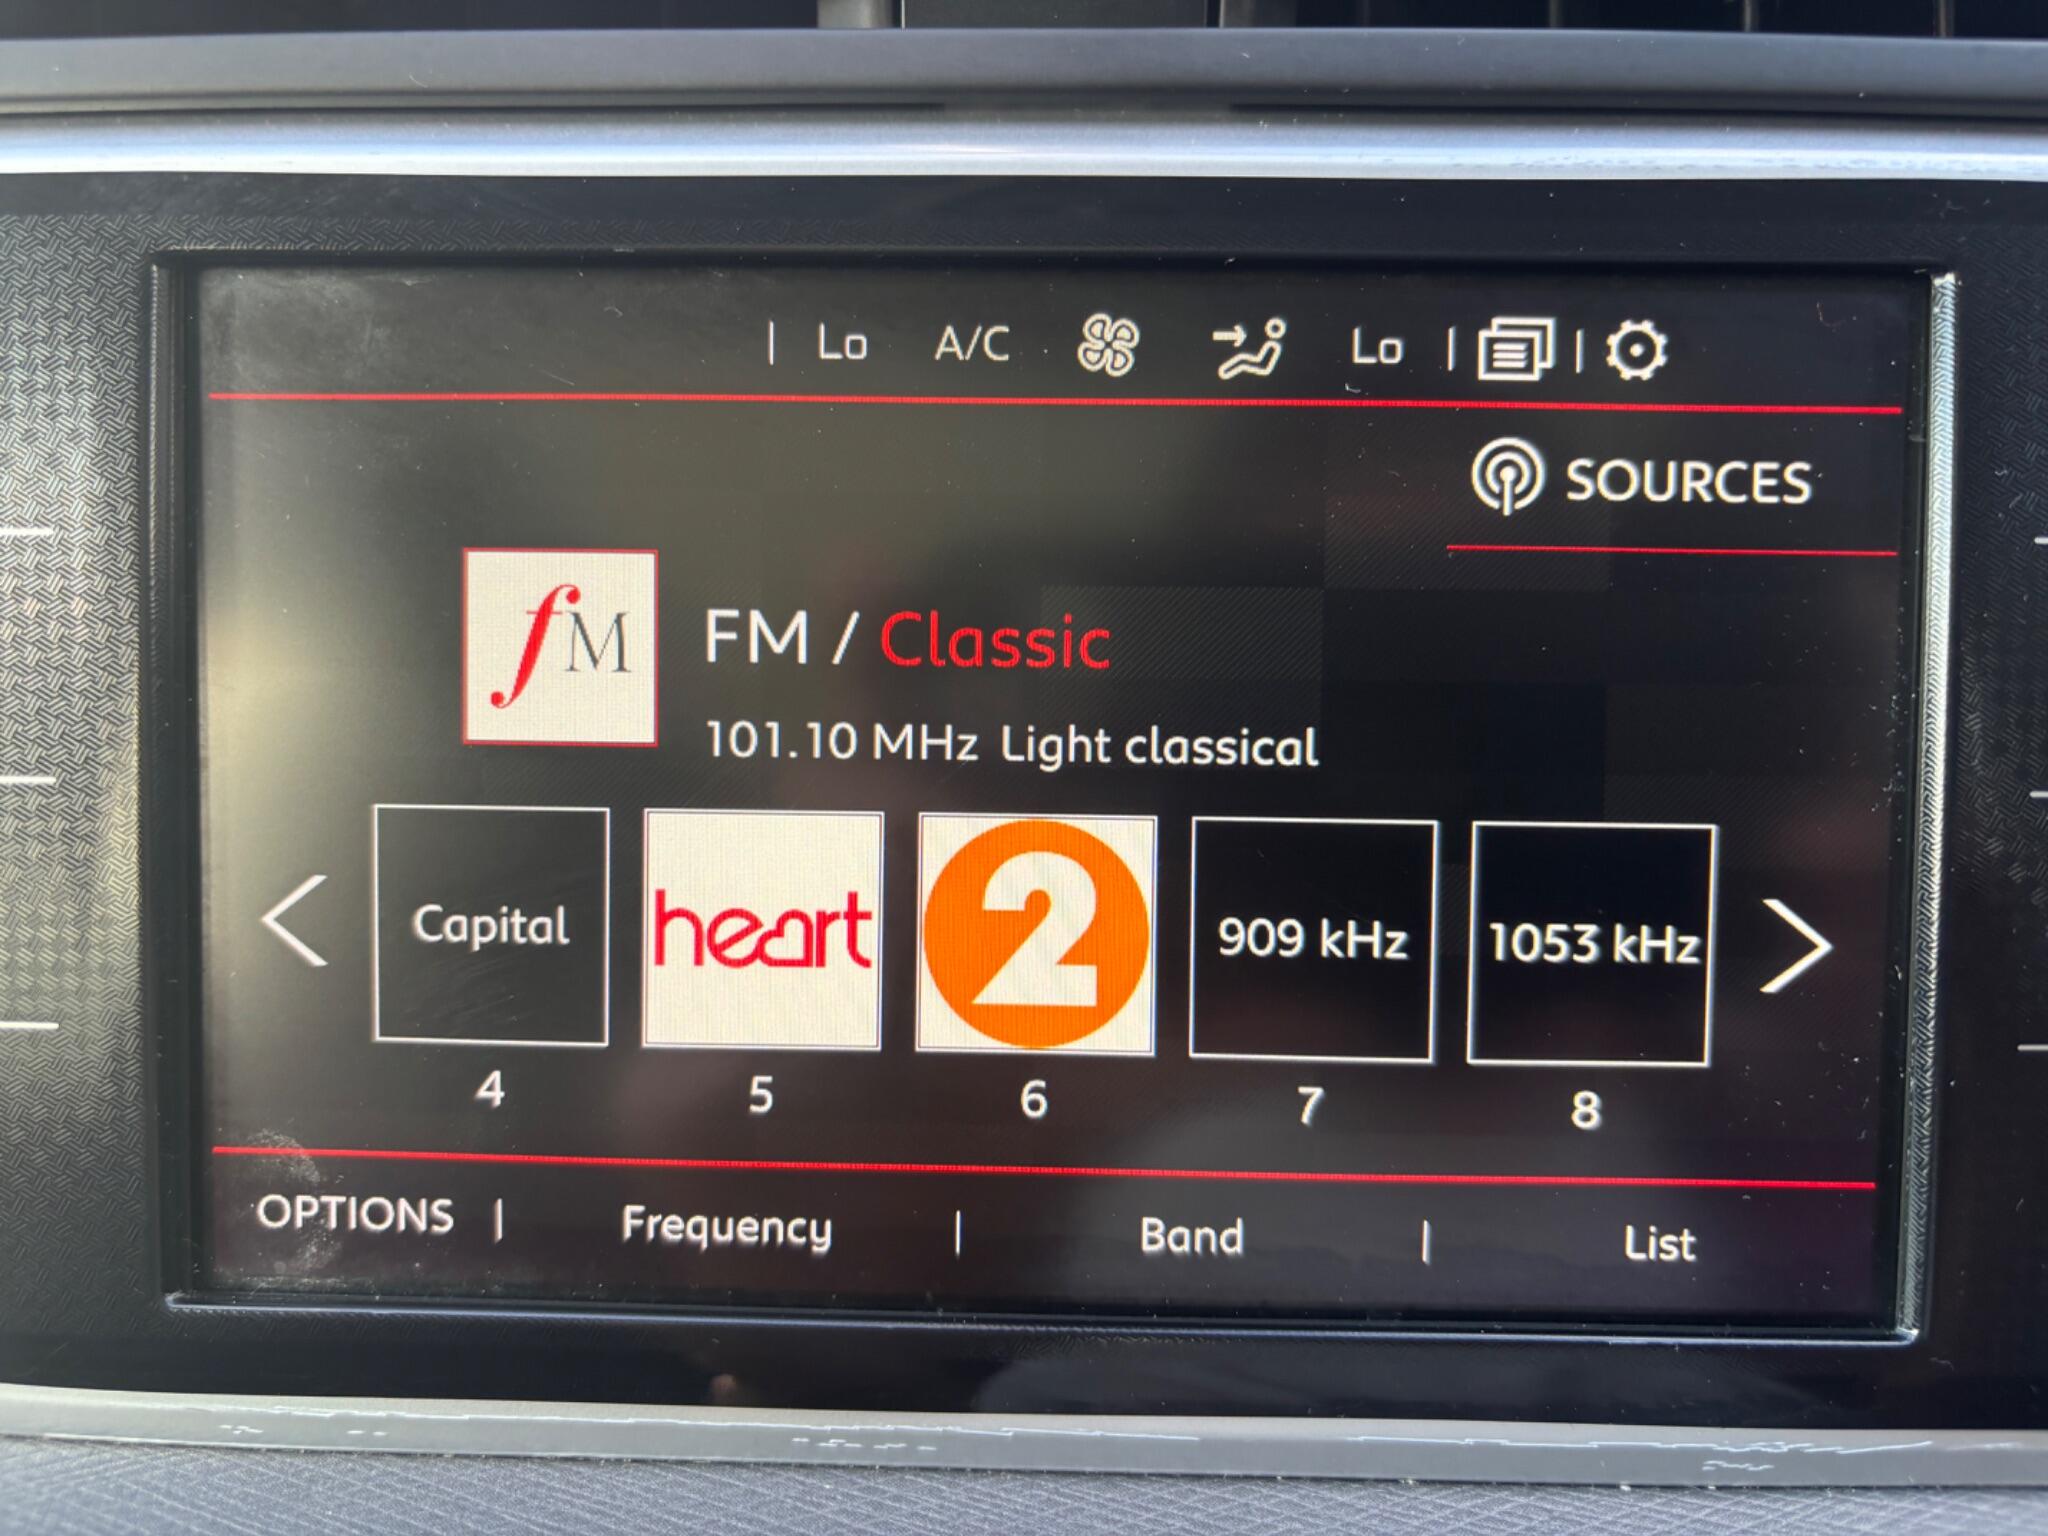 Lo A/C Lo
SOURCES
fM
FM / Classic
101.10 MHz Light classical
Capital heart 2 909 kHz 1053 kHz
4 5 6 7 8
OPTIONS | Frequency | Band | List